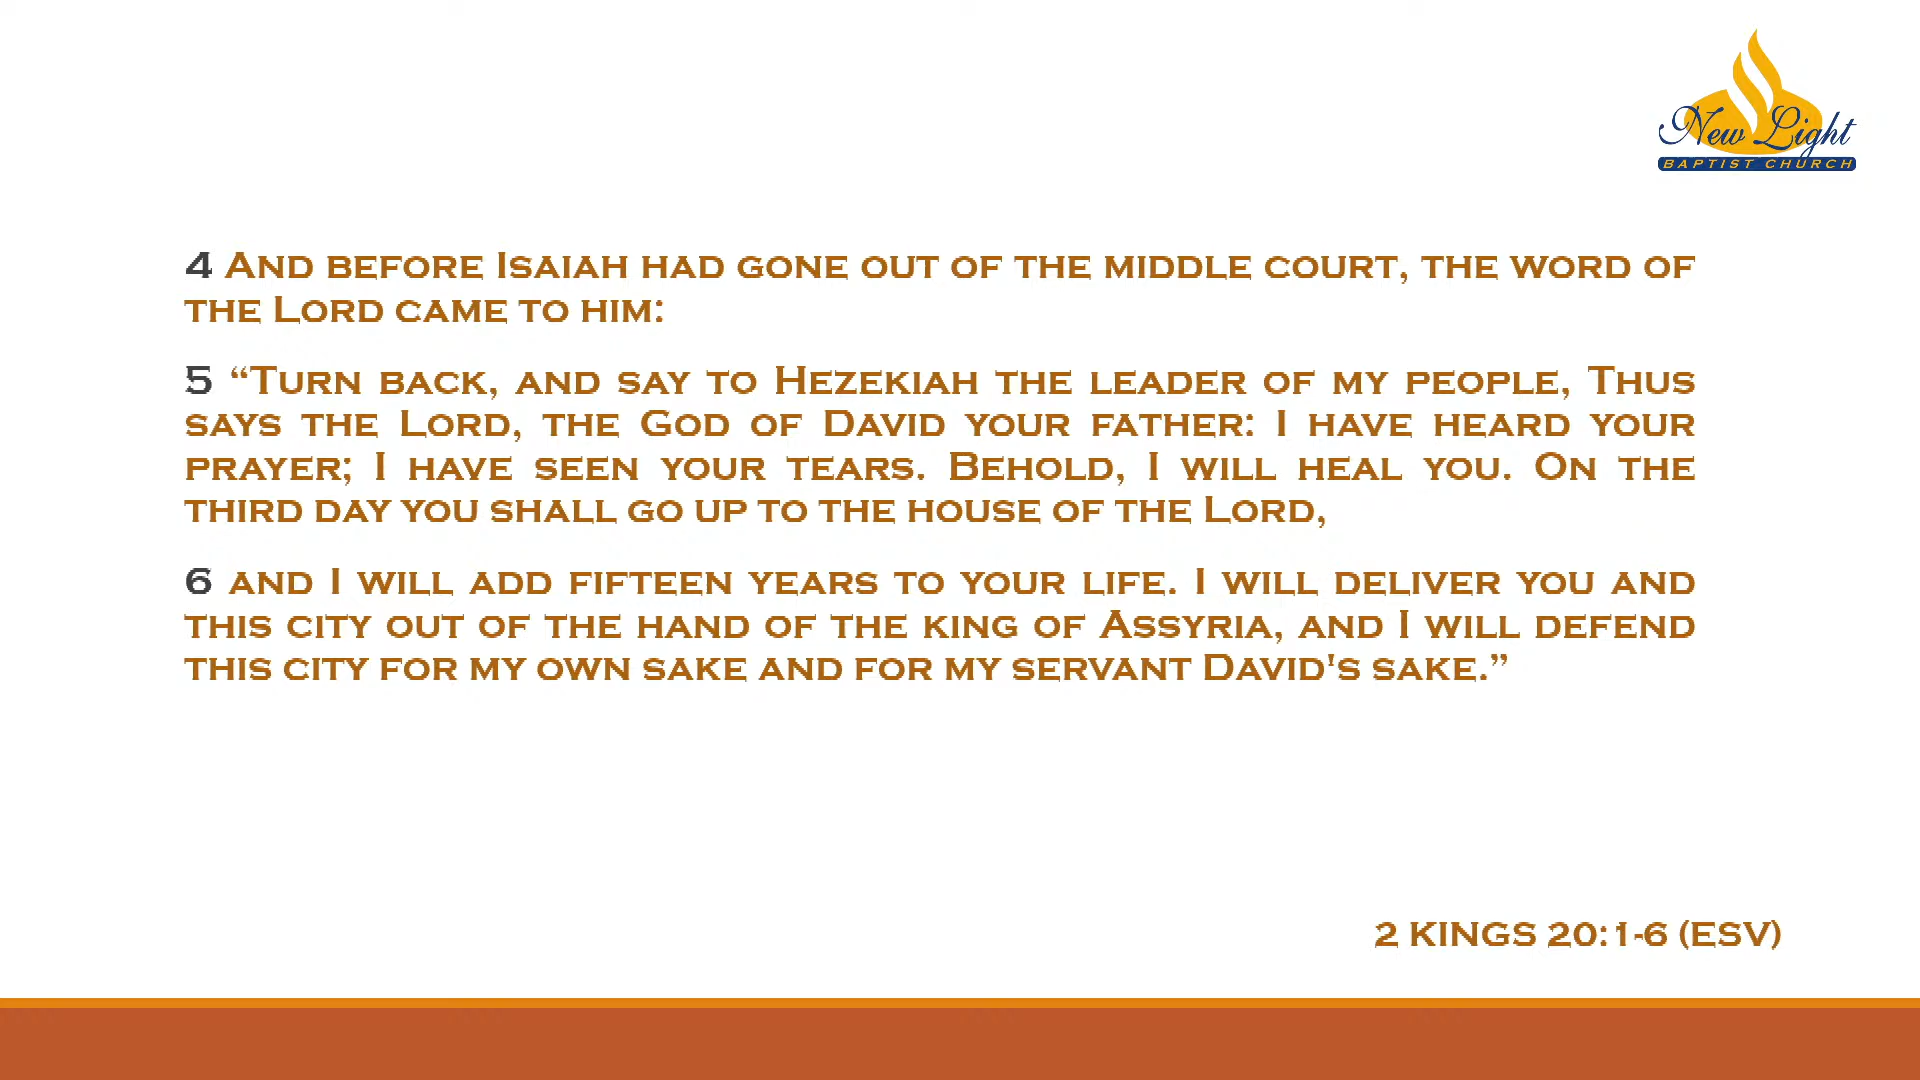 New Light
BAPTIST CHURCH
4 And before Isaiah had gone out of the middle court, the word of
the Lord came to him:
5 “Turn back, and say to Hezekiah the leader of my people, Thus
says the Lord, the God of David your father: I have heard your
prayer; I have seen your tears. Behold, I will heal you. On the
third day you shall go up to the house of the Lord,
6 and I will add fifteen years to your life. I will deliver you and
this city out of the hand of the king of Assyria, and I will defend
this city for my own sake and for my servant David's sake.”
2 KINGS 20:1-6 (ESV)